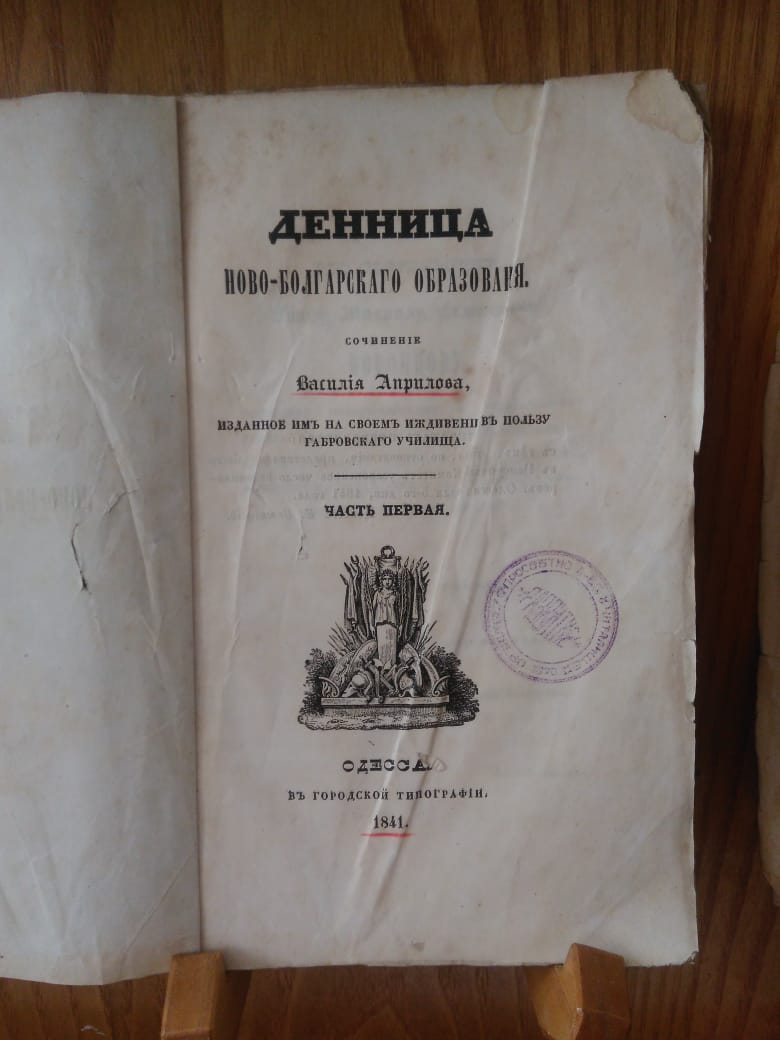 ДЕННИЦА
НОВО-БОЛГАРСКАГО ОБРАЗОВАНІЯ.
СОЧИНЕНІЕ
Василія Априлова,
ИЗДАННОЕ ИМЪ НА СВОЕМЪ ИЖДИВЕНІИ ВЪ ПОЛЬЗУ
ГАБРОВСКАГО УЧИЛИЩА.
ЧАСТЬ ПЕРВАЯ.
ОДЕССА.
ВЪ ГОРОДСКОЙ ТИПОГРАФІИ.
1841.